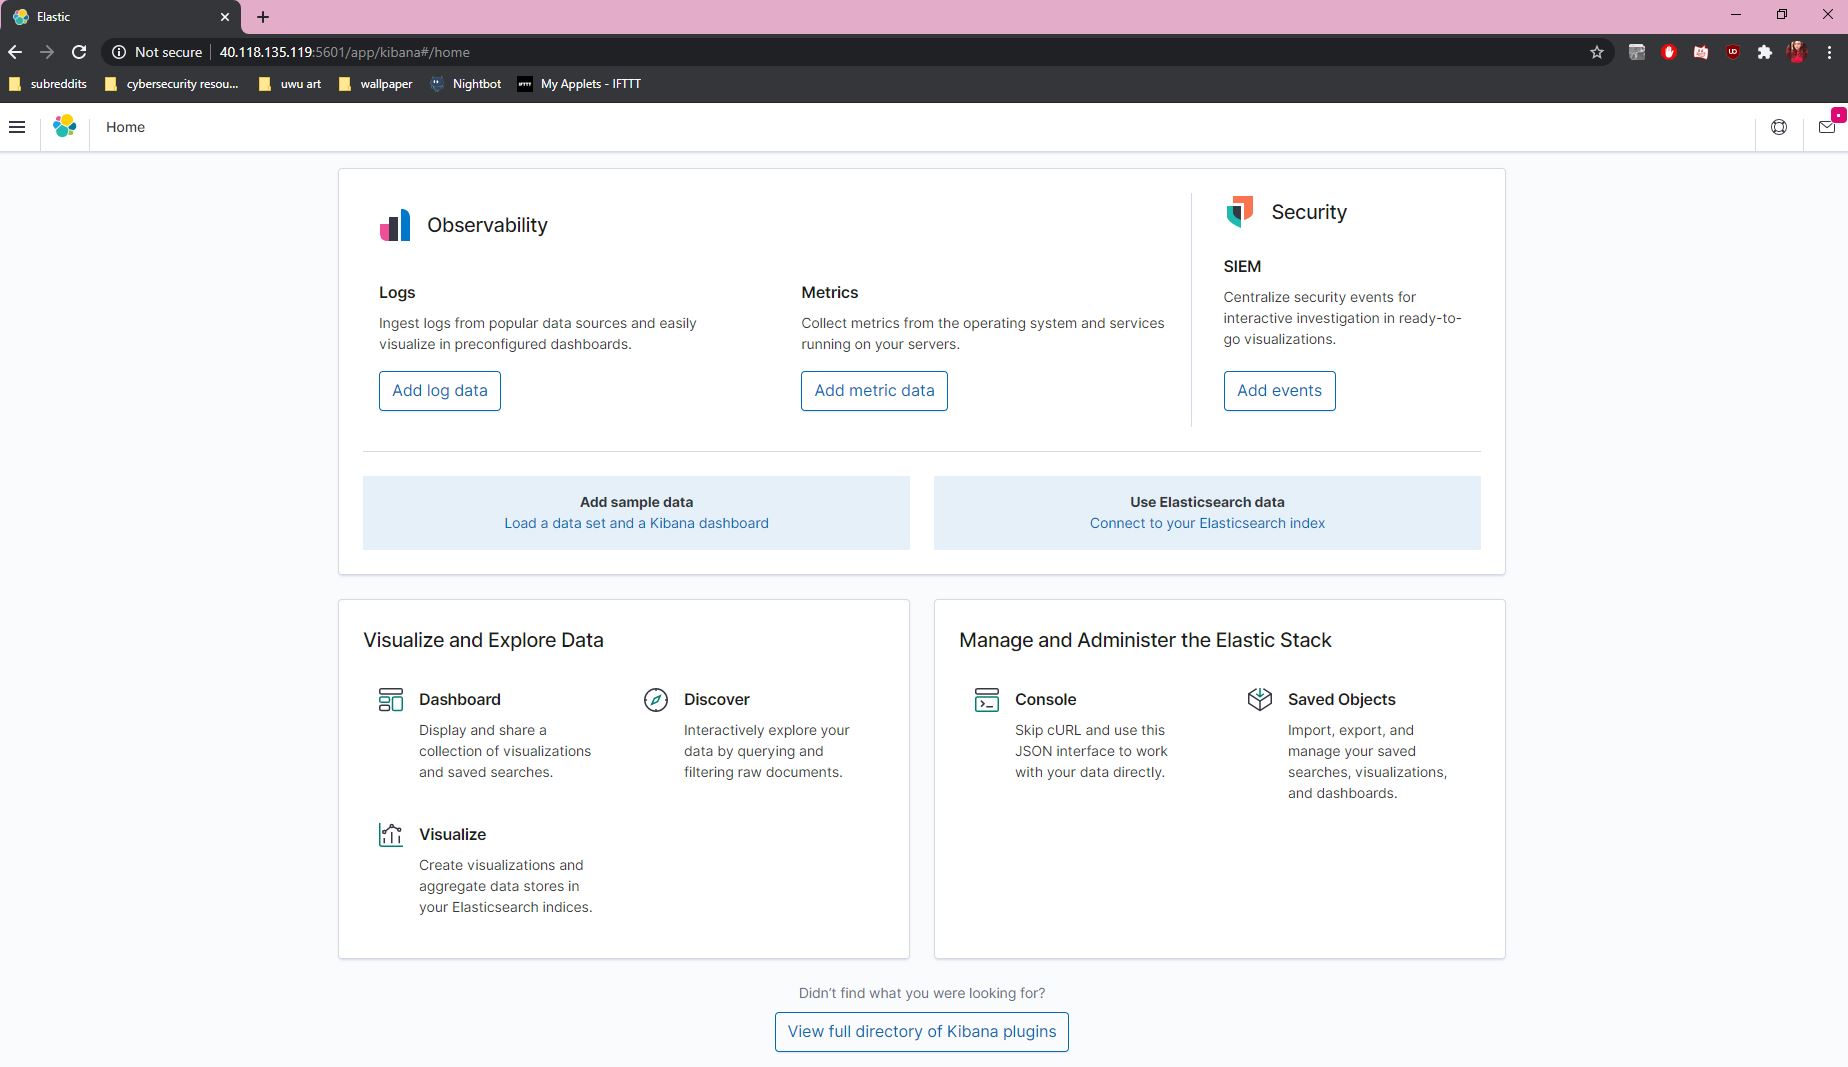 Elastic
Not secure | 40.118.135.119:5601/app/kibana#/home
subreddits
cybersecurity resou...
uwu art
wallpaper
Nightbot
IFTTT
My Applets - IFTTT
Home
Observability
Logs
Ingest logs from popular data sources and easily
visualize in preconfigured dashboards.
Add log data
Metrics
Collect metrics from the operating system and services
running on your servers.
Add metric data
Security
SIEM
Centralize security events for
interactive investigation in ready-to-
go visualizations.
Add events
Add sample data
Load a data set and a Kibana dashboard
Use Elasticsearch data
Connect to your Elasticsearch index
Visualize and Explore Data
Dashboard
Display and share a
collection of visualizations
and saved searches.
Discover
Interactively explore your
data by querying and
filtering raw documents.
Visualize
Create visualizations and
aggregate data stores in
your Elasticsearch indices.
Manage and Administer the Elastic Stack
Console
Skip cURL and use this
JSON interface to work
with your data directly.
Saved Objects
Import, export, and
manage your saved
searches, visualizations,
and dashboards.
Didn't find what you were looking for?
View full directory of Kibana plugins